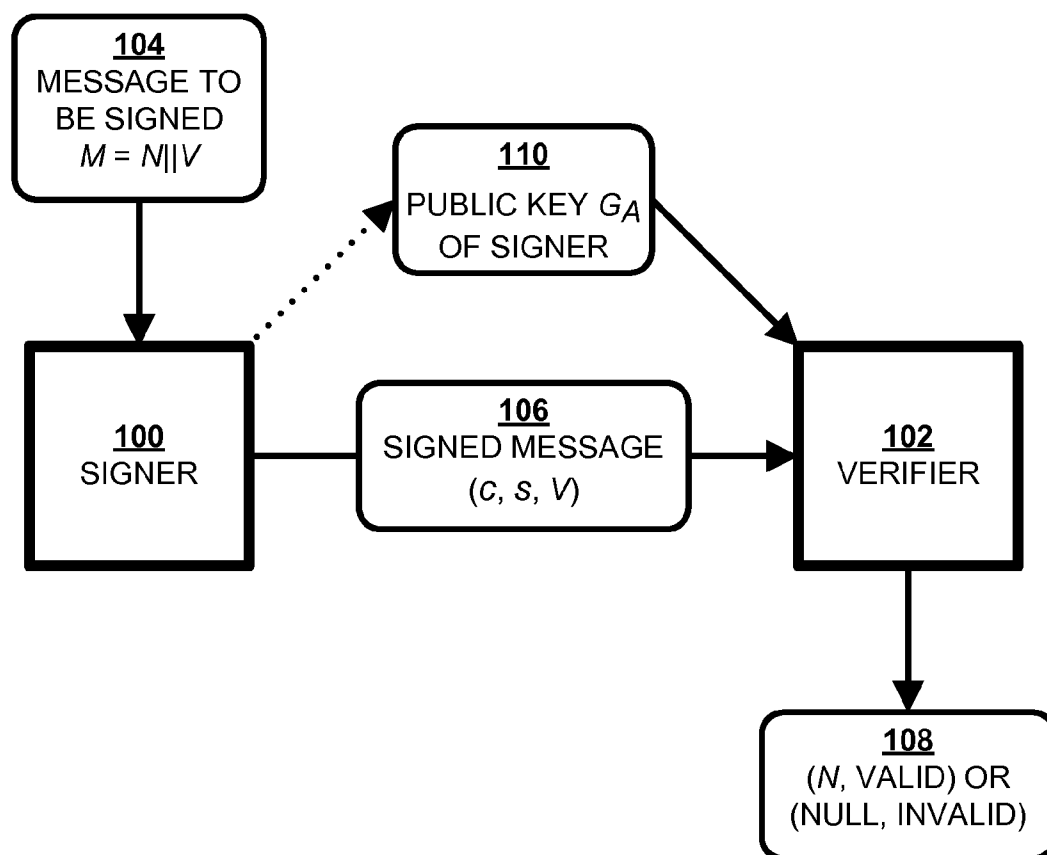 104
MESSAGE TO
BE SIGNED
M = N||V
110
PUBLIC KEY G_A
OF SIGNER
100
SIGNER
106
SIGNED MESSAGE
(c, s, V)
102
VERIFIER
108
(N, VALID) OR
(NULL, INVALID)